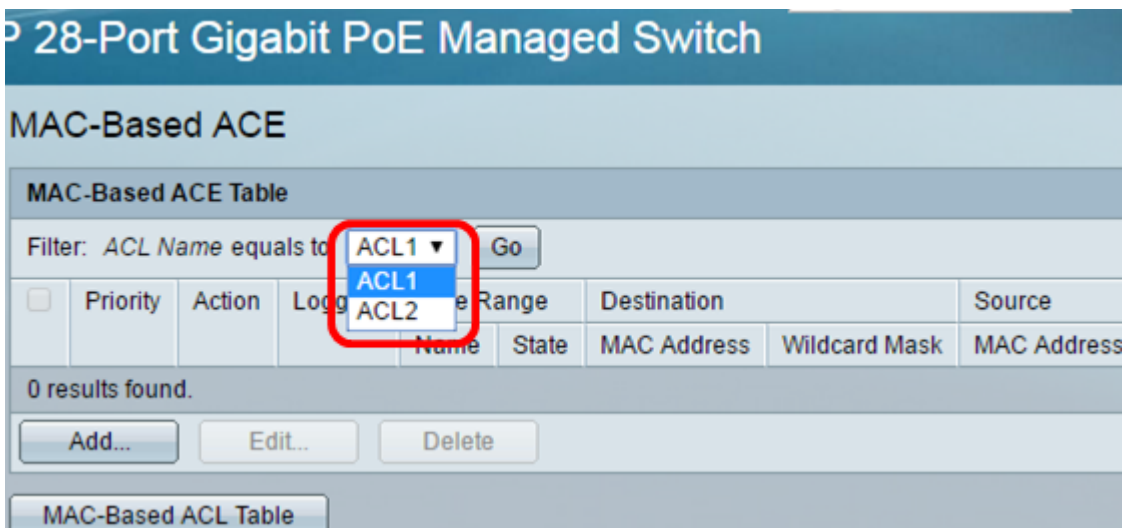 P 28-Port Gigabit PoE Managed Switch
MAC-Based ACE
MAC-Based ACE Table
Filter: ACL Name equals to ACL1 Go
ACL1
ACL2
Priority Action Range Destination Source
Name State MAC Address Wildcard Mask MAC Address
0 results found.
Add... Edit... Delete
MAC-Based ACL Table